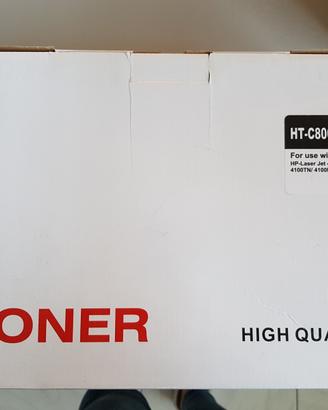 HT-C80
For use wi
HP-Laser Jet
4100TN/ 4100
ONER
HIGH QUA